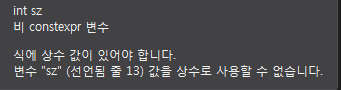 int sz
비 constexpr 변수
식에 상수 값이 있어야 합니다.
변수 "sz" (선언됨 줄 13) 값을 상수로 사용할 수 없습니다.